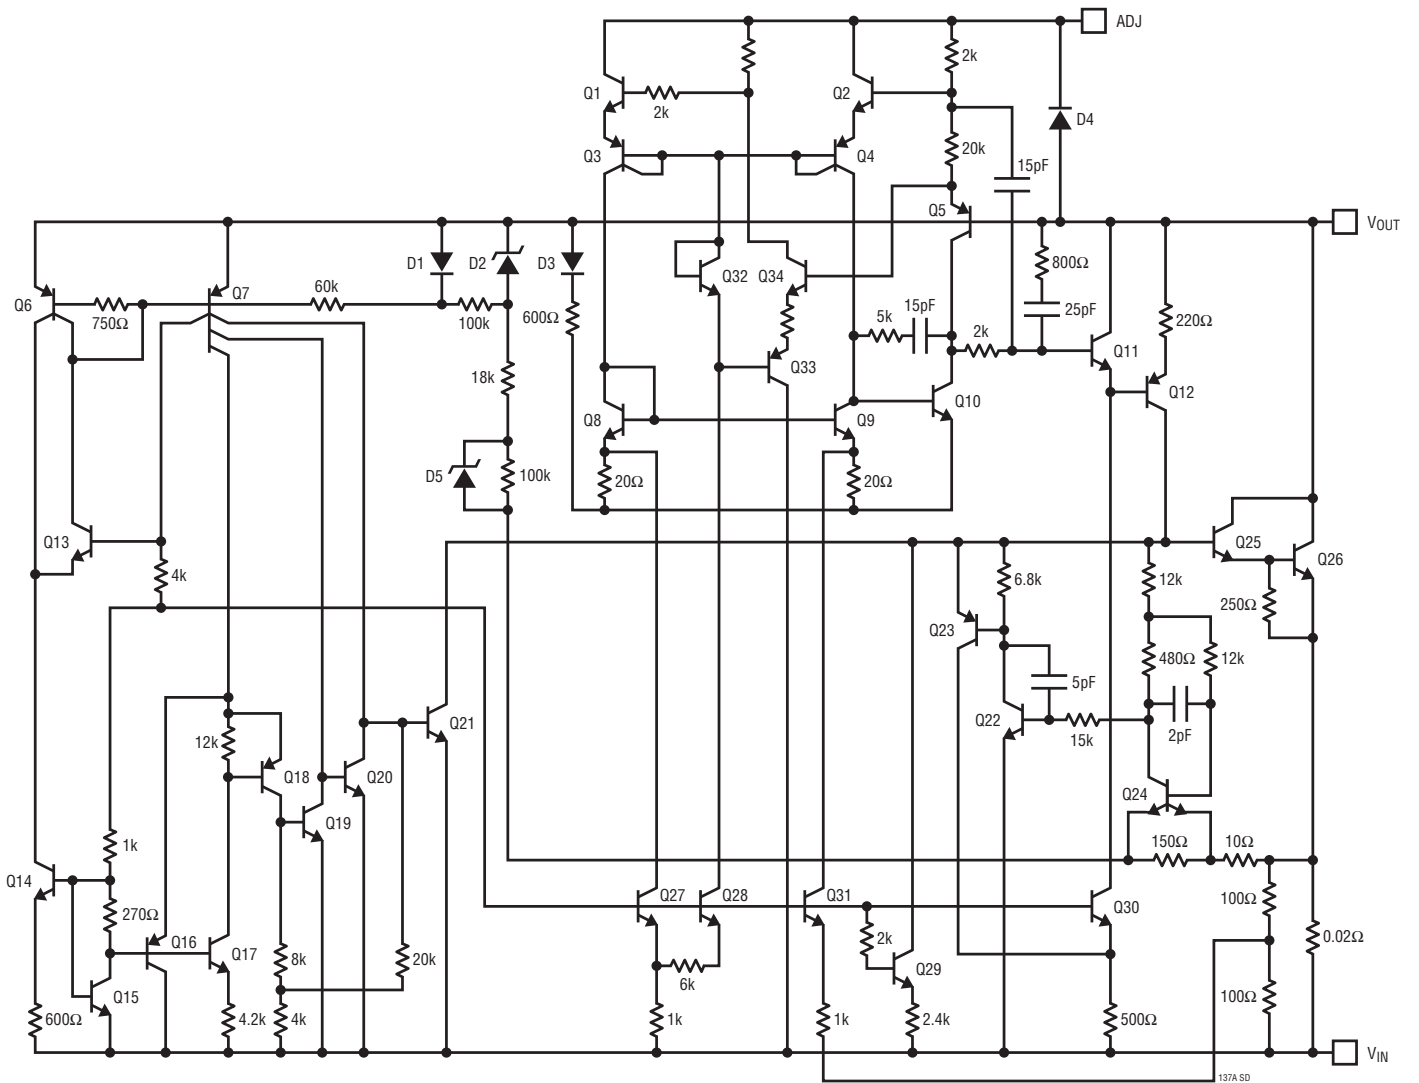 ADJ
2k
Q1
Q2
2k
D4
Q3
Q4
20k
15pF
Q5
VOUT
D1
D2
D3
Q32
Q34
800Ω
Q6
Q7
60k
750Ω
100k
600Ω
15pF
25pF
5k
220Ω
2k
Q11
Q33
18k
Q12
Q8
Q9
Q10
D5
100k
20Ω
20Ω
Q13
Q25
Q26
4k
6.8k
12k
250Ω
Q23
480Ω
12k
5pF
Q21
Q22
12k
15k
2pF
Q18
Q20
Q24
Q19
1k
150Ω
10Ω
Q14
Q27
Q28
Q31
Q30
100Ω
270Ω
Q16
Q17
2k
0.02Ω
8k
20k
Q29
6k
Q15
100Ω
600Ω
4.2k
4k
1k
1k
2.4k
500Ω
VIN
137A SD